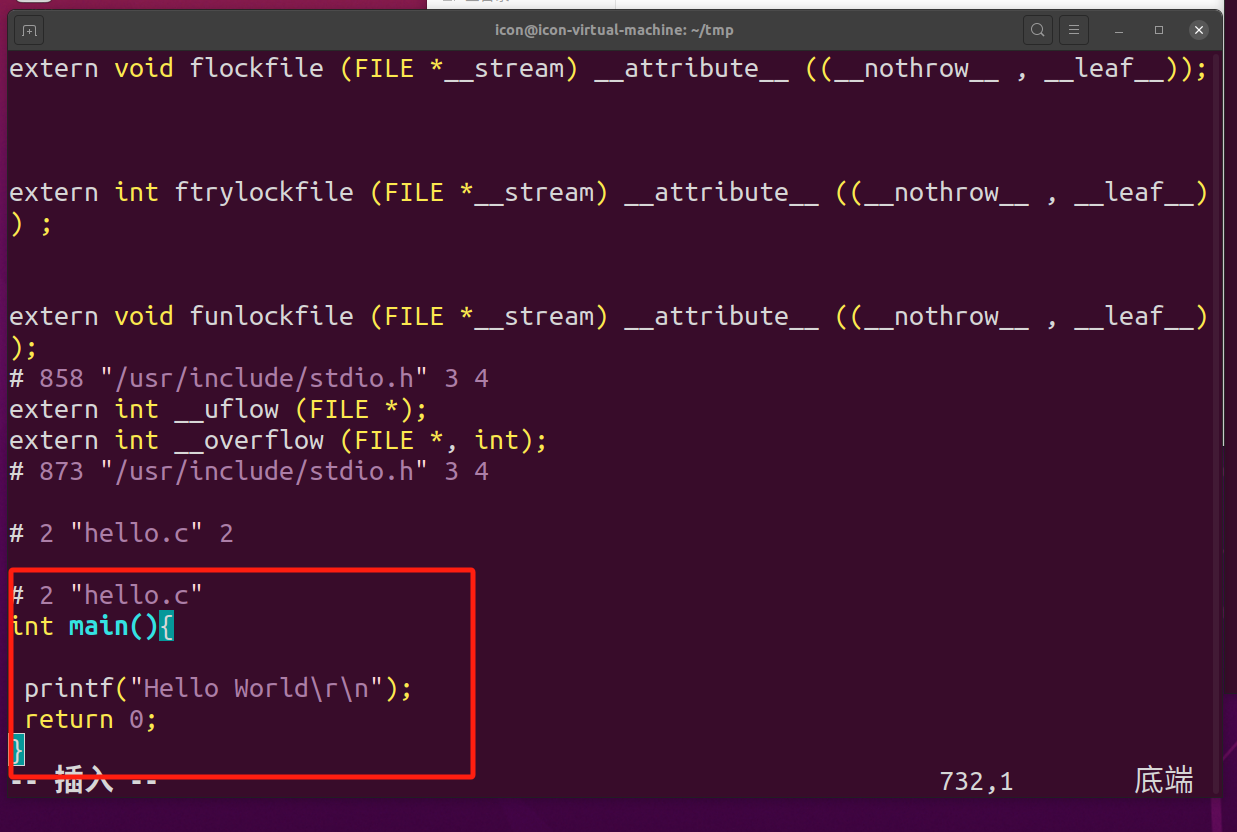 icon@icon-virtual-machine: ~/tmp
extern void flockfile (FILE *__stream) __attribute__ ((__nothrow__ , __leaf__));
extern int ftrylockfile (FILE *__stream) __attribute__ ((__nothrow__ , __leaf__)
) ;
extern void funlockfile (FILE *__stream) __attribute__ ((__nothrow__ , __leaf__)
);
# 858 "/usr/include/stdio.h" 3 4
extern int __uflow (FILE *);
extern int __overflow (FILE *, int);
# 873 "/usr/include/stdio.h" 3 4
# 2 "hello.c" 2
# 2 "hello.c"
int main(){
printf("Hello World\r\n");
return 0;
}
-- 插入 -- 732,1 底端